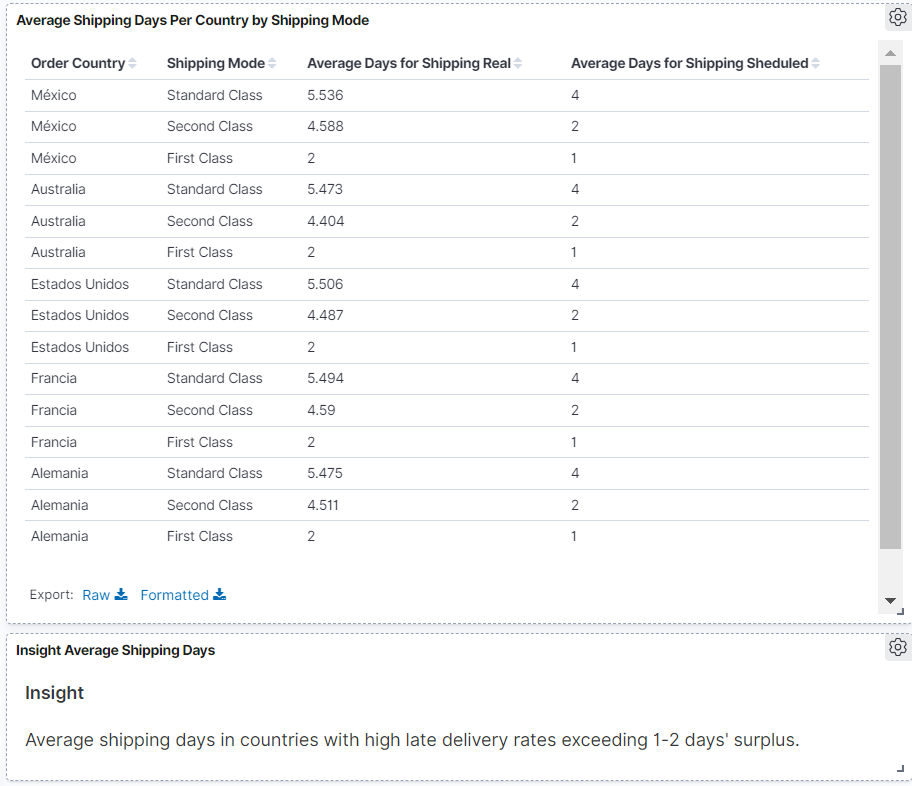 Average Shipping Days Per Country by Shipping Mode
Order Country Shipping Mode Average Days for Shipping Real Average Days for Shipping Sheduled
México Standard Class 5.536 4
México Second Class 4.588 2
México First Class 2 1
Australia Standard Class 5.473 4
Australia Second Class 4.404 2
Australia First Class 2 1
Estados Unidos Standard Class 5.506 4
Estados Unidos Second Class 4.487 2
Estados Unidos First Class 2 1
Francia Standard Class 5.494 4
Francia Second Class 4.59 2
Francia First Class 2 1
Alemania Standard Class 5.475 4
Alemania Second Class 4.511 2
Alemania First Class 2 1
Export: Raw Formatted
Insight Average Shipping Days
Insight
Average shipping days in countries with high late delivery rates exceeding 1-2 days' surplus.